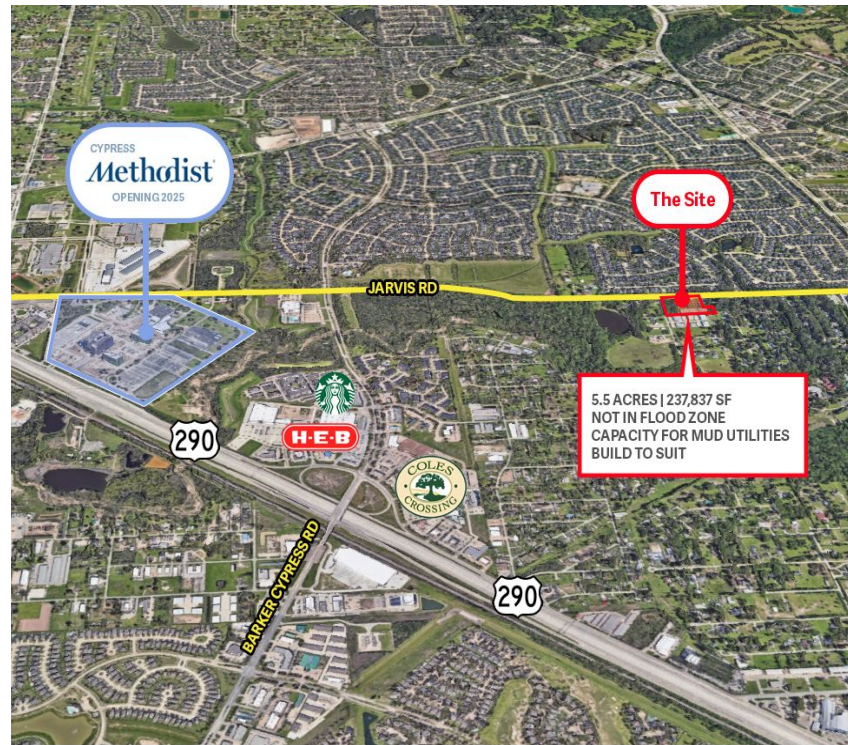 CYPRESS
Methodist
OPENING 2025
The Site
JARVIS RD
5.5 ACRES | 237,837 SF
NOT IN FLOOD ZONE
CAPACITY FOR MUD UTILITIES
BUILD TO SUIT
290
H-E-B
COLES
CROSSING
BARKER CYPRESS RD
290